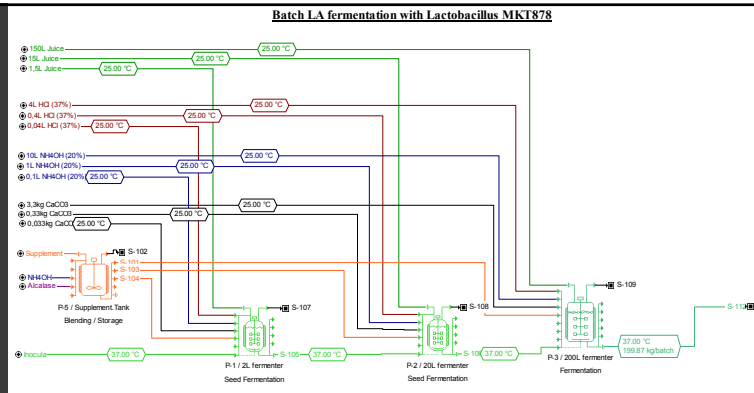 Batch LA fermentation with Lactobacillus MKT878
150L Juice
25.00 °C
15L Juice
25.00 °C
1,5L Juice
25.00 °C
4L HCl (37%)
25.00 °C
0,4L HCl (37%)
25.00 °C
0,04L HCl (37%)
25.00 °C
10L NH4OH (20%)
25.00 °C
1L NH4OH (20%)
25.00 °C
0,1L NH4OH (20%)
25.00 °C
3,3kg CaCO3
25.00 °C
0,33kg CaCO3
25.00 °C
0,033kg CaCO
25.00 °C
Supplement
S-102
S-101
S-103
S-104
NH4OH
Alcalase
P-5 / Supplement Tank
Blending / Storage
S-107
S-108
S-109
S-11
Inocula
37.00 °C
S-105
37.00 °C
S-10
37.00 °C
37.00 °C
199.87 kg/batch
P-1 / 2L fermenter
Seed Fermentation
P-2 / 20L fermenter
Seed Fermentation
P-3 / 200L fermenter
Fermentation